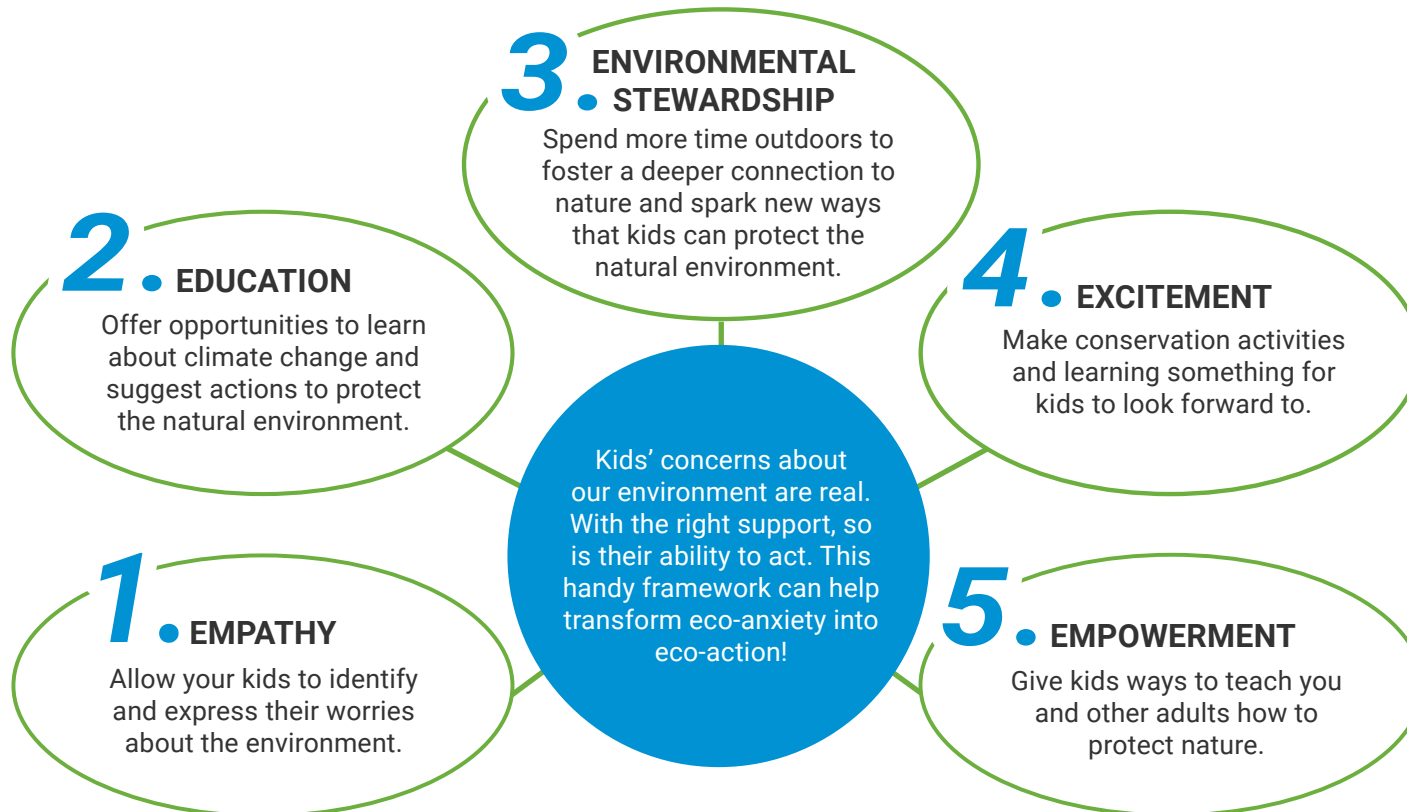 1. EMPATHY
Allow your kids to identify
and express their worries
about the environment.
2. EDUCATION
Offer opportunities to learn
about climate change and
suggest actions to protect
the natural environment.
3. ENVIRONMENTAL
STEWARDSHIP
Spend more time outdoors to
foster a deeper connection to
nature and spark new ways
that kids can protect the
natural environment.
4. EXCITEMENT
Make conservation activities
and learning something for
kids to look forward to.
5. EMPOWERMENT
Give kids ways to teach you
and other adults how to
protect nature.
Kids’ concerns about
our environment are real.
With the right support, so
is their ability to act. This
handy framework can help
transform eco-anxiety into
eco-action!